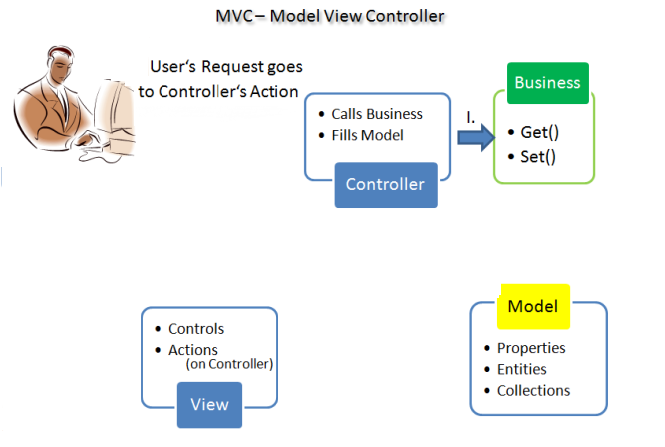 MVC – Model View Controller
User‘s Request goes
to Controller‘s Action
• Calls Business
• Fills Model
Controller
I.
Business
• Get()
• Set()
• Controls
• Actions
(on Controller)
View
Model
• Properties
• Entities
• Collections